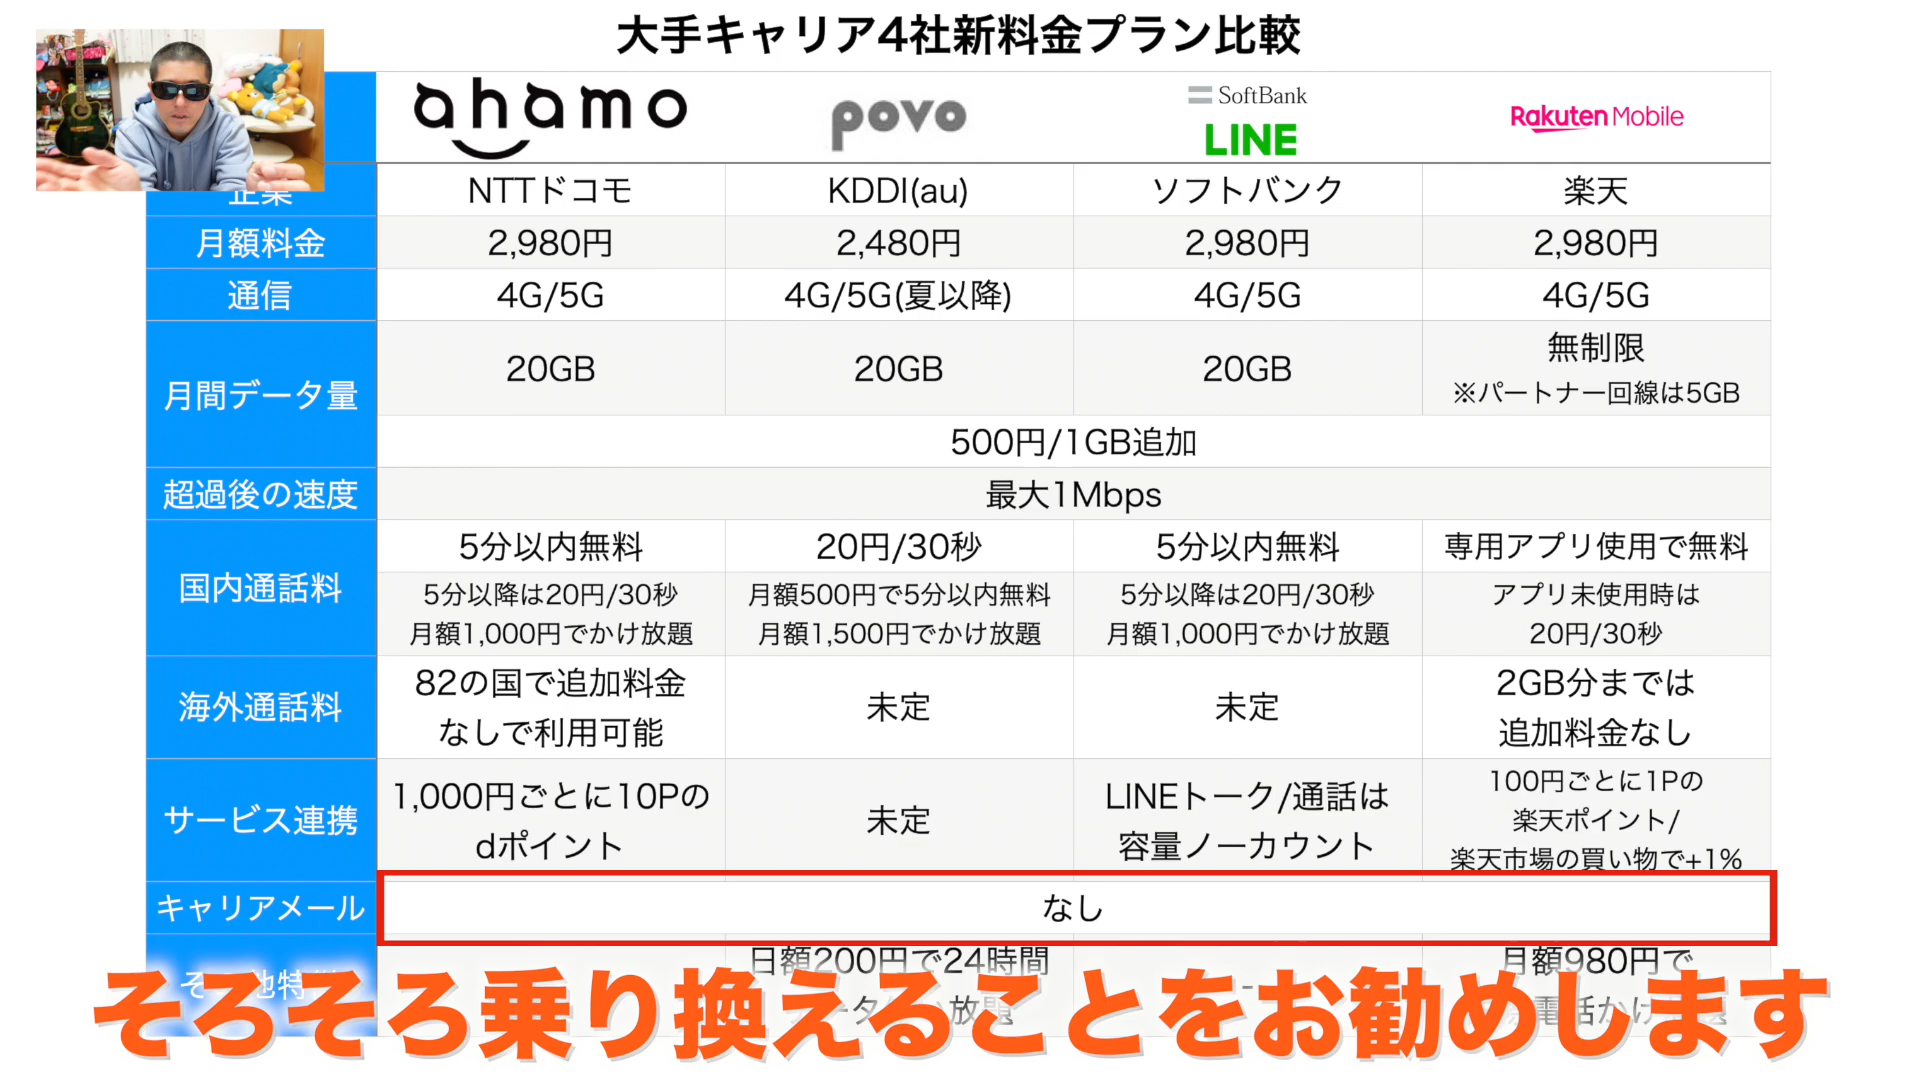 大手キャリア4社新料金プラン比較
ahamo
povo
SoftBank
LINE
Rakuten Mobile
企業
NTTドコモ
KDDI(au)
ソフトバンク
楽天
月額料金
2,980円
2,480円
2,980円
2,980円
通信
4G/5G
4G/5G(夏以降)
4G/5G
4G/5G
月間データ量
20GB
20GB
20GB
無制限
※パートナー回線は5GB
500円/1GB追加
超過後の速度
最大1Mbps
国内通話料
5分以内無料
20円/30秒
5分以内無料
専用アプリ使用で無料
5分以降は20円/30秒
月額1,000円でかけ放題
月額500円で5分以内無料
月額1,500円でかけ放題
5分以降は20円/30秒
月額1,000円でかけ放題
アプリ未使用時は
20円/30秒
海外通話料
82の国で追加料金
なしで利用可能
未定
未定
2GB分までは
追加料金なし
サービス連携
1,000円ごとに10Pの
dポイント
未定
LINEトーク/通話は
容量ノーカウント
100円ごとに1Pの
楽天ポイント/
楽天市場の買い物で+1%
キャリアメール
なし
日額200円で24時間
月額980円で
そろそろ乗り換えることをお勧めします